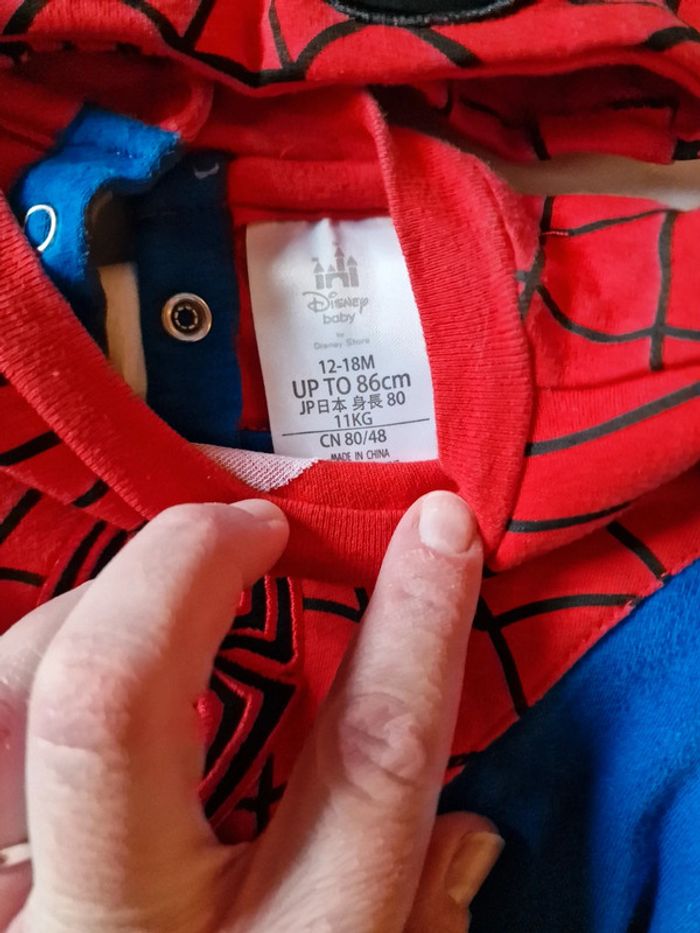 Disney
baby
by
Disney Store
12-18M
UP TO 86cm
JP日本 身長 80
11KG
CN 80/48
MADE IN CHINA